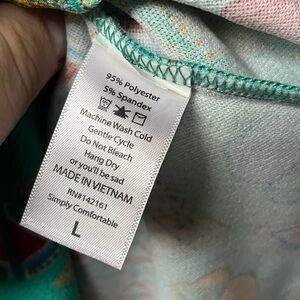 95% Polyester
5% Spandex
Machine Wash Cold
Gentle Cycle
Do Not Bleach
Hang Dry
or you'll be sad
MADE IN VIETNAM
RN#142161
Simply Comfortable
L